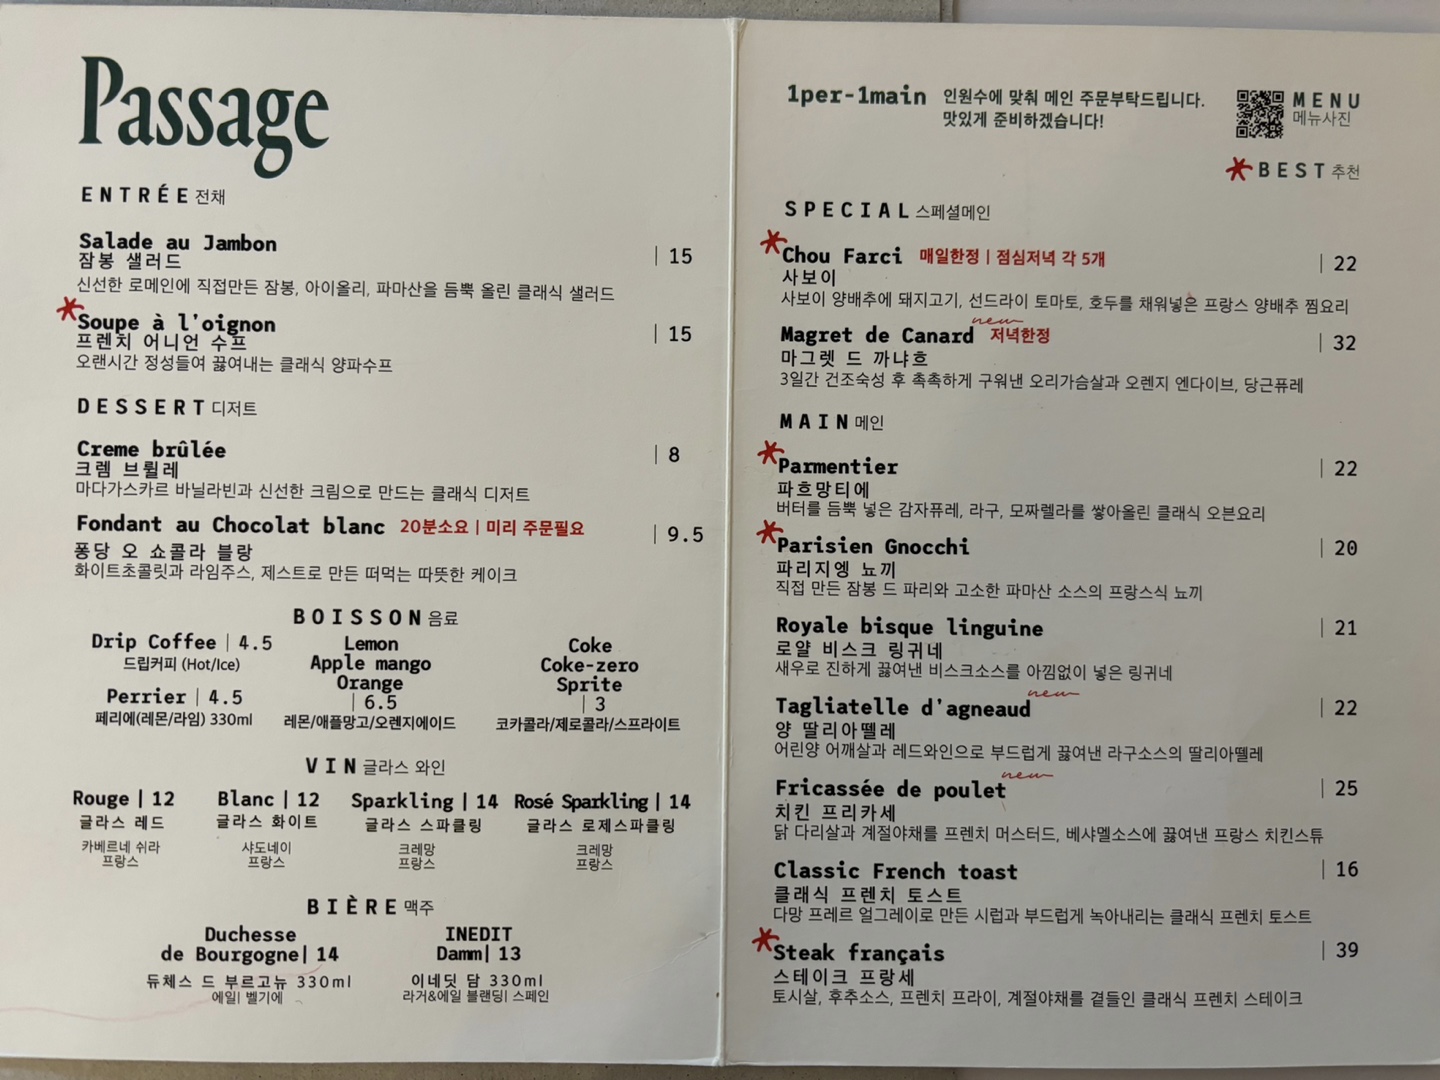 Passage
ENTRÉE 전채
Salade au Jambon | 15
잠봉 샐러드
신선한 로메인에 직접만든 잠봉, 아이올리, 파마산을 듬뿍 올린 클래식 샐러드
Soupe à l'oignon | 15
프렌치 어니언 수프
오랜시간 정성들여 끓여내는 클래식 양파수프
DESSERT 디저트
Creme brûlée | 8
크렘 브륄레
마다가스카르 바닐라빈과 신선한 크림으로 만드는 클래식 디저트
Fondant au Chocolat blanc 20분소요 | 미리 주문필요 | 9.5
퐁당 오 쇼콜라 블랑
화이트초콜릿과 라임주스, 제스트로 만든 떠먹는 따뜻한 케이크
BOISSON 음료
Drip Coffee | 4.5
드립커피 (Hot/Ice)
Perrier | 4.5
페리에(레몬/라임) 330ml
Lemon
Apple mango
Orange
| 6.5
레몬/애플망고/오렌지에이드
Coke
Coke-zero
Sprite
| 3
코카콜라/제로콜라/스프라이트
VIN 글라스 와인
Rouge | 12
글라스 레드
카베르네 쉬라
프랑스
Blanc | 12
글라스 화이트
샤도네이
프랑스
Sparkling | 14
글라스 스파클링
크레망
프랑스
Rosé Sparkling | 14
글라스 로제스파클링
크레망
프랑스
BIÈRE 맥주
Duchesse
de Bourgogne| 14
듀체스 드 부르고뉴 330ml
에일| 벨기에
INEDIT
Damm| 13
이네딧 담 330ml
라거&에일 블랜딩| 스페인
1per-1main 인원수에 맞춰 메인 주문부탁드립니다.
맛있게 준비하겠습니다!
MENU
메뉴사진
BEST 추천
SPECIAL 스페셜메인
Chou Farci 매일한정 | 점심저녁 각 5개 | 22
사보이
사보이 양배추에 돼지고기, 선드라이 토마토, 호두를 채워넣은 프랑스 양배추 찜요리
new
Magret de Canard 저녁한정 | 32
마그렛 드 까냐흐
3일간 건조숙성 후 촉촉하게 구워낸 오리가슴살과 오렌지 엔다이브, 당근퓨레
MAIN 메인
Parmentier | 22
파흐망티에
버터를 듬뿍 넣은 감자퓨레, 라구, 모짜렐라를 쌓아올린 클래식 오븐요리
Parisien Gnocchi | 20
파리지엥 뇨끼
직접 만든 잠봉 드 파리와 고소한 파마산 소스의 프랑스식 뇨끼
Royale bisque linguine | 21
로얄 비스크 링귀네
새우로 진하게 끓여낸 비스크소스를 아낌없이 넣은 링귀네
new
Tagliatelle d'agneaud | 22
양 딸리아뗄레
어린양 어깨살과 레드와인으로 부드럽게 끓여낸 라구소스의 딸리아뗄레
new
Fricassée de poulet | 25
치킨 프리카세
닭 다리살과 계절야채를 프렌치 머스터드, 베샤멜소스에 끓여낸 프랑스 치킨스튜
Classic French toast | 16
클래식 프렌치 토스트
다망 프레르 얼그레이로 만든 시럽과 부드럽게 녹아내리는 클래식 프렌치 토스트
Steak français | 39
스테이크 프랑세
토시살, 후추소스, 프렌치 프라이, 계절야채를 곁들인 클래식 프렌치 스테이크